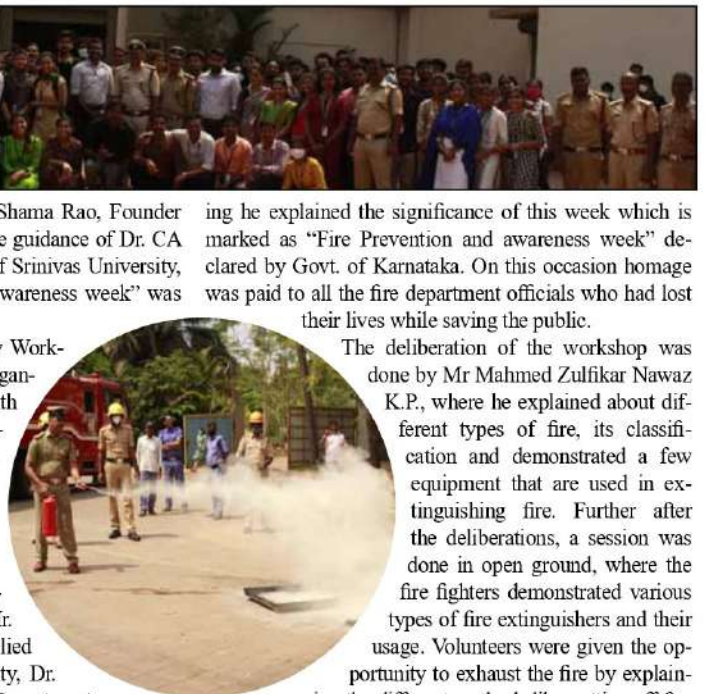 Shama Rao, Founder
e guidance of Dr. CA
f Srinivas University,
wareness week” was
Work-
gan-
th
-
r.
lied
ty, Dr.
ing he explained the significance of this week which is
marked as “Fire Prevention and awareness week” de-
clared by Govt. of Karnataka. On this occasion homage
was paid to all the fire department officials who had lost
their lives while saving the public.
The deliberation of the workshop was
done by Mr Mahmed Zulfikar Nawaz
K.P., where he explained about dif-
ferent types of fire, its classifi-
cation and demonstrated a few
equipment that are used in ex-
tinguishing fire. Further after
the deliberations, a session was
done in open ground, where the
fire fighters demonstrated various
types of fire extinguishers and their
usage. Volunteers were given the op-
portunity to exhaust the fire by explain-